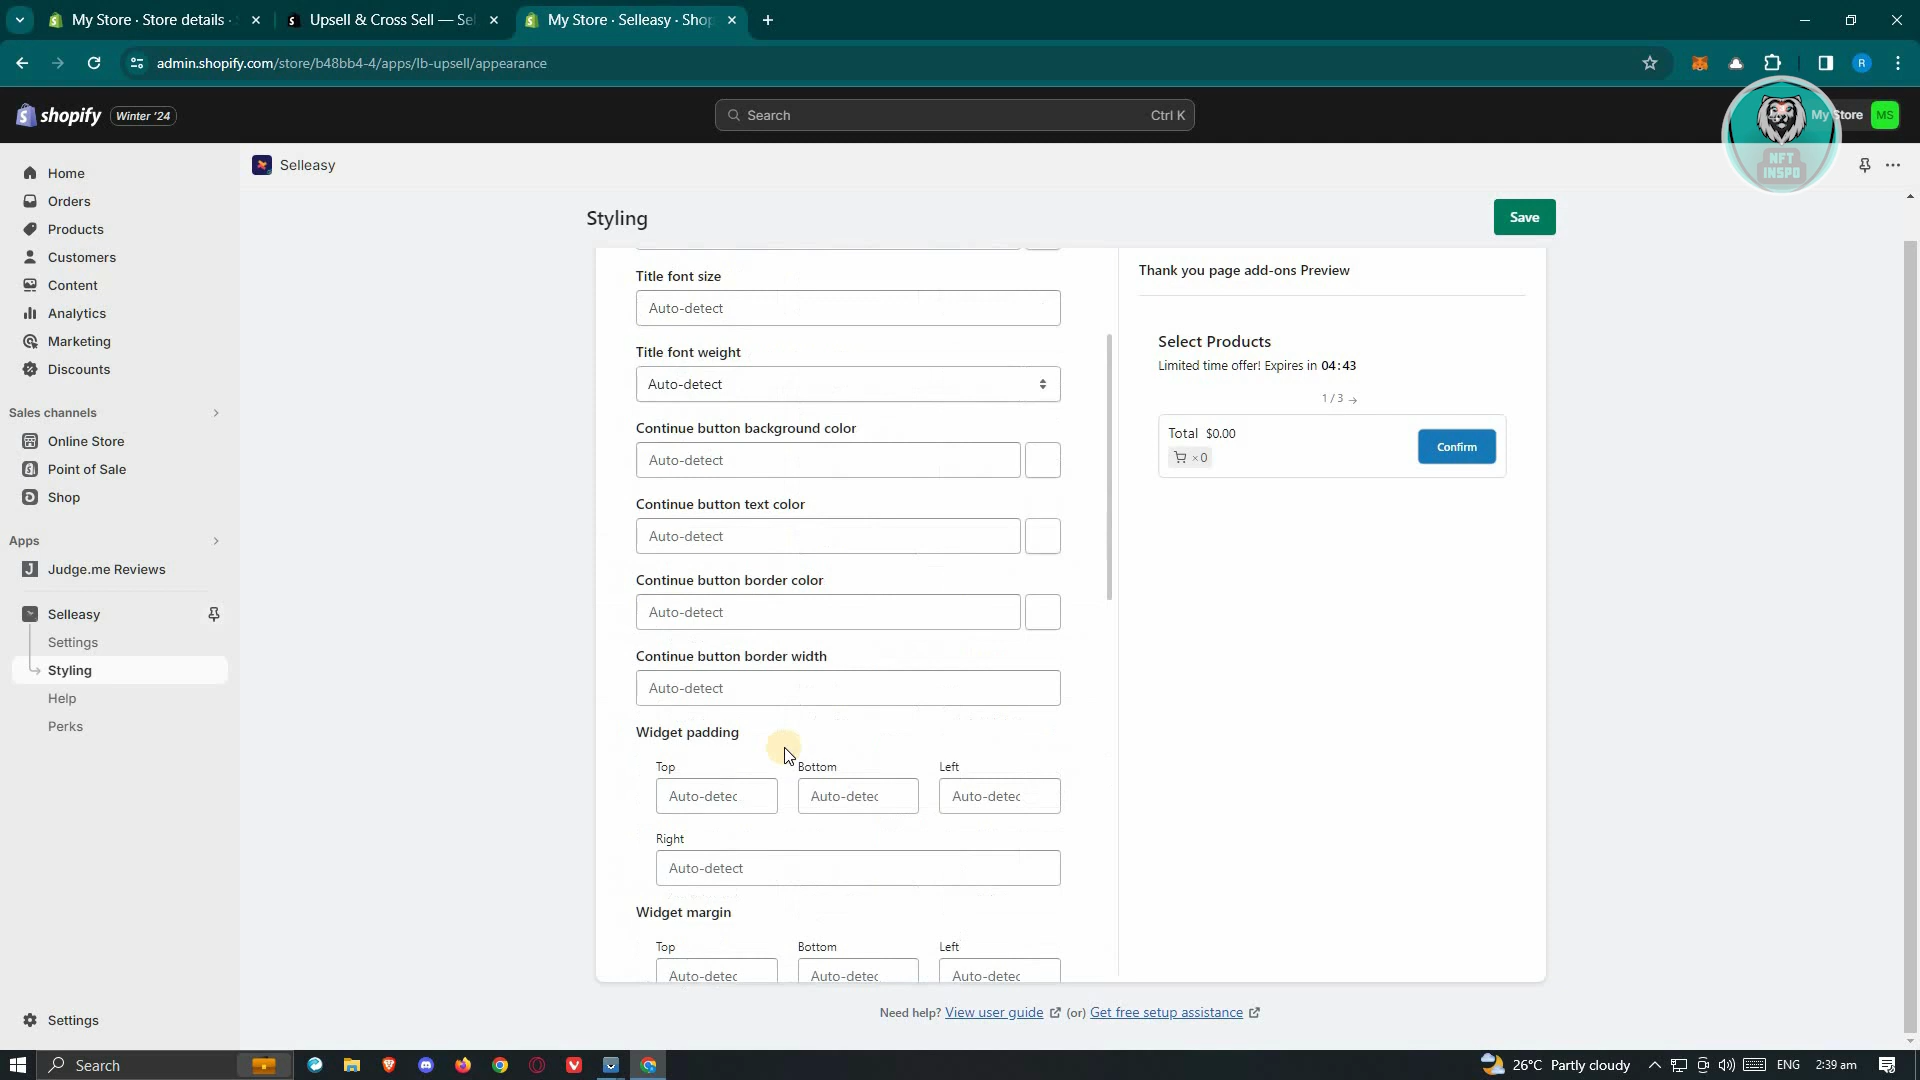 My Store · Store details ·
Upsell & Cross Sell — Sel
My Store · Selleasy · Shop
admin.shopify.com/store/b48bb4-4/apps/lb-upsell/appearance
R
shopify
Winter '24
Search
Ctrl K
My Store
MS
NFT
INSPO
Home
Orders
Products
Customers
Content
Analytics
Marketing
Discounts
Sales channels
Online Store
Point of Sale
Shop
Apps
Judge.me Reviews
Selleasy
Settings
Styling
Help
Perks
Settings
Selleasy
Styling
Save
Title font size
Auto-detect
Title font weight
Auto-detect
Continue button background color
Auto-detect
Continue button text color
Auto-detect
Continue button border color
Auto-detect
Continue button border width
Auto-detect
Widget padding
Top
Bottom
Left
Auto-detec
Auto-detec
Auto-detec
Right
Auto-detect
Widget margin
Top
Bottom
Left
Auto-detec
Auto-detec
Auto-detec
Thank you page add-ons Preview
Select Products
Limited time offer! Expires in 04:43
1 / 3 →
Total $0.00
× 0
Confirm
Need help? View user guide (or) Get free setup assistance
Search
26°C Partly cloudy
ENG
2:39 am